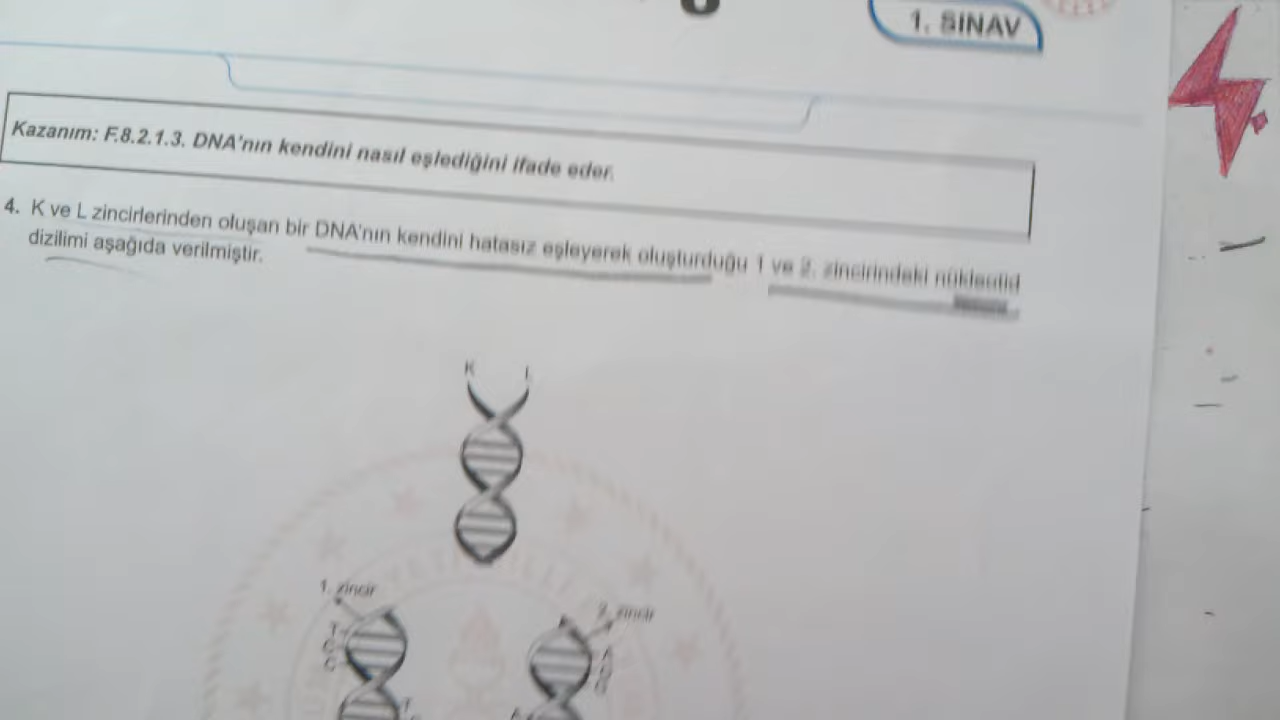 1. SINAV
Kazanım: F.8.2.1.3. DNA'nın kendini nasıl eşlediğini ifade eder.
4. K ve L zincirlerinden oluşan bir DNA'nın kendini hatasız eşleyerek oluşturduğu 1 ve 2. zincirindeki nükleotid
dizilimi aşağıda verilmiştir.
K L
1. zincir
2. zincir
T
A
T